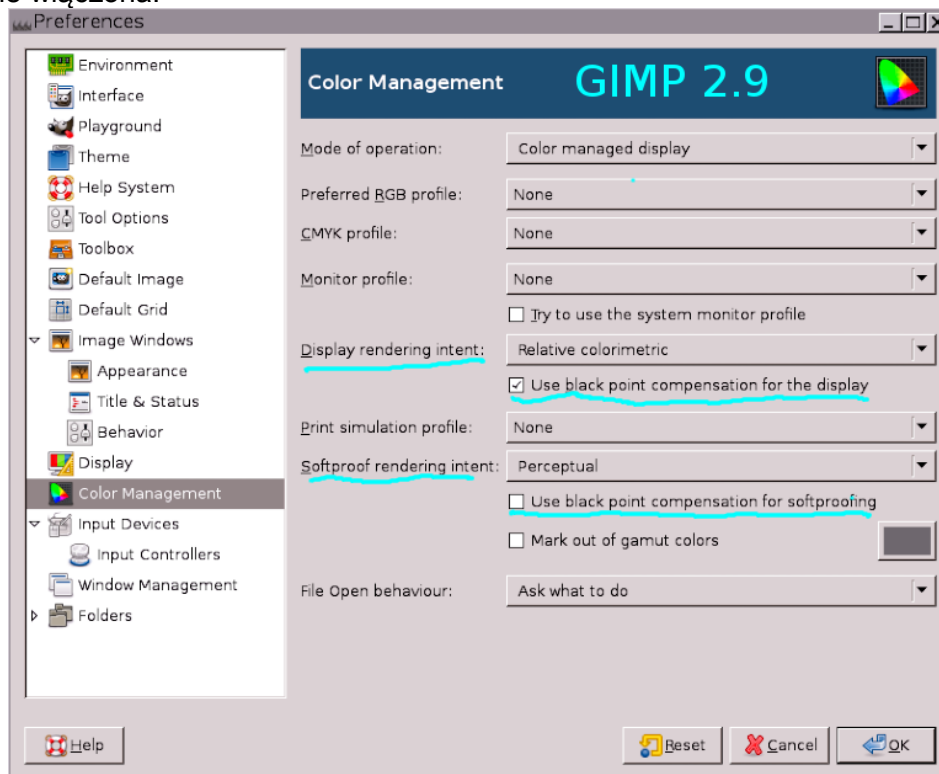 włączona.
Preferences
Environment
Interface
Playground
Theme
Help System
Tool Options
Toolbox
Default Image
Default Grid
Image Windows
Appearance
Title & Status
Behavior
Display
Color Management
Input Devices
Input Controllers
Window Management
Folders
Color Management GIMP 2.9
Mode of operation: Color managed display
Preferred RGB profile: None
CMYK profile: None
Monitor profile: None
Try to use the system monitor profile
Display rendering intent: Relative colorimetric
Use black point compensation for the display
Print simulation profile: None
Softproof rendering intent: Perceptual
Use black point compensation for softproofing
Mark out of gamut colors
File Open behaviour: Ask what to do
Help Reset Cancel OK